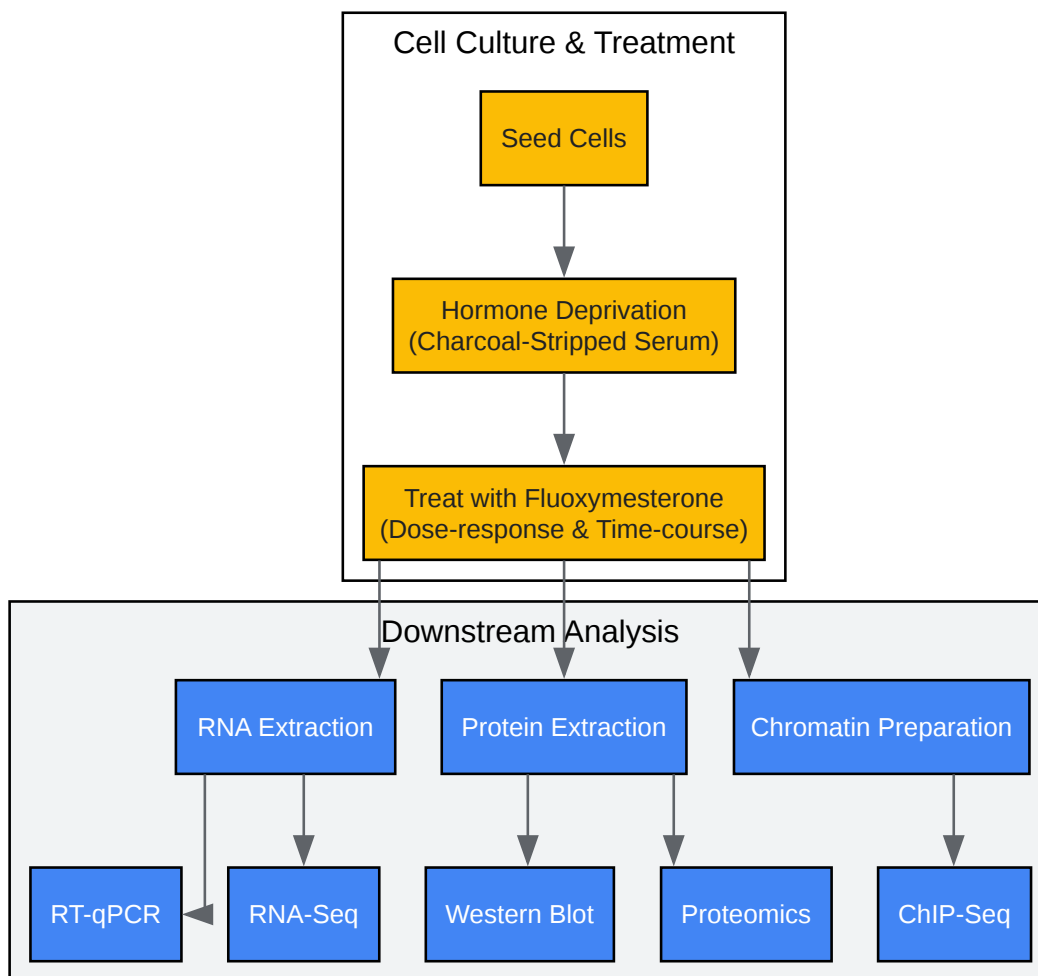 Cell Culture & Treatment
Seed Cells
Hormone Deprivation
(Charcoal-Stripped Serum)
Treat with Fluoxymesterone
(Dose-response & Time-course)
Downstream Analysis
RNA Extraction
Protein Extraction
Chromatin Preparation
RT-qPCR
RNA-Seq
Western Blot
Proteomics
ChIP-Seq